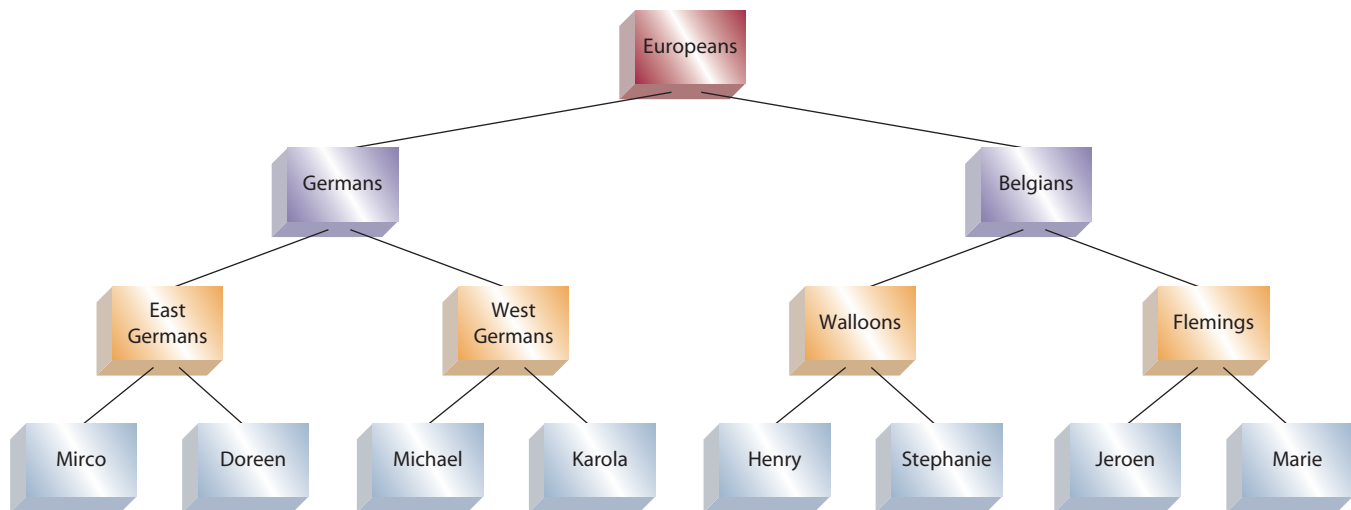 Europeans
Germans
Belgians
East
Germans
West
Germans
Walloons
Flemings
Mirco
Doreen
Michael
Karola
Henry
Stephanie
Jeroen
Marie